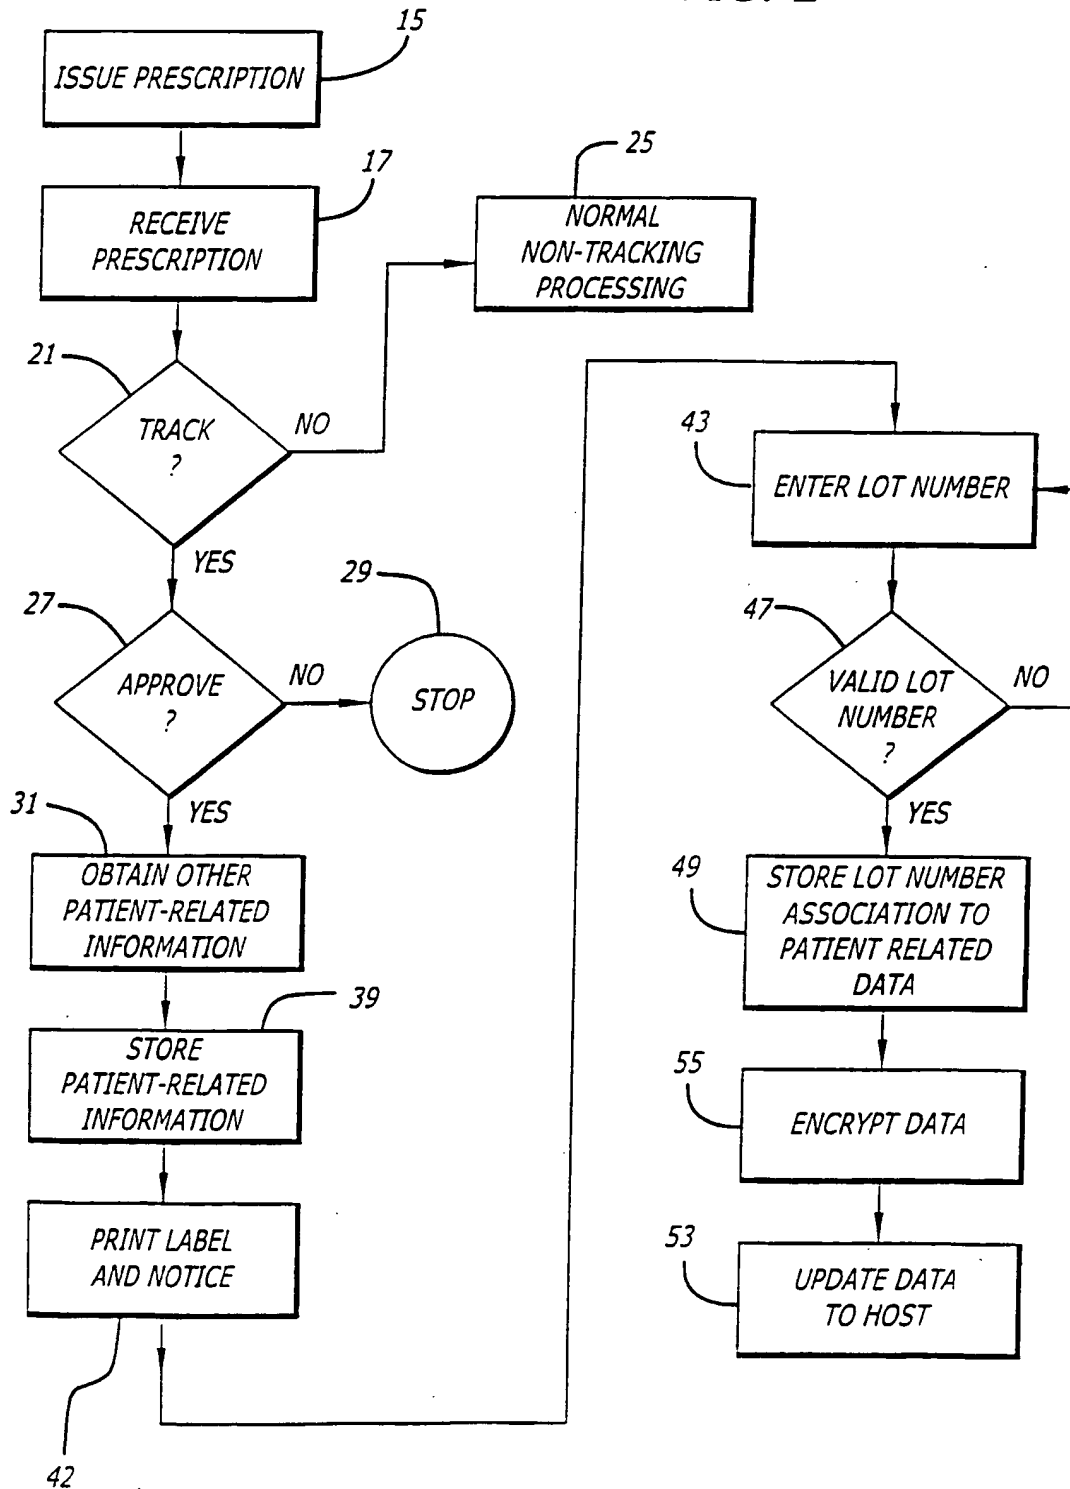 15
ISSUE PRESCRIPTION
17
RECEIVE
PRESCRIPTION
25
NORMAL
NON-TRACKING
PROCESSING
21
TRACK
?
NO
YES
27
APPROVE
?
NO
29
STOP
YES
31
OBTAIN OTHER
PATIENT-RELATED
INFORMATION
39
STORE
PATIENT-RELATED
INFORMATION
PRINT LABEL
AND NOTICE
42
43
ENTER LOT NUMBER
47
VALID LOT
NUMBER
?
NO
YES
49
STORE LOT NUMBER
ASSOCIATION TO
PATIENT RELATED
DATA
55
ENCRYPT DATA
53
UPDATE DATA
TO HOST